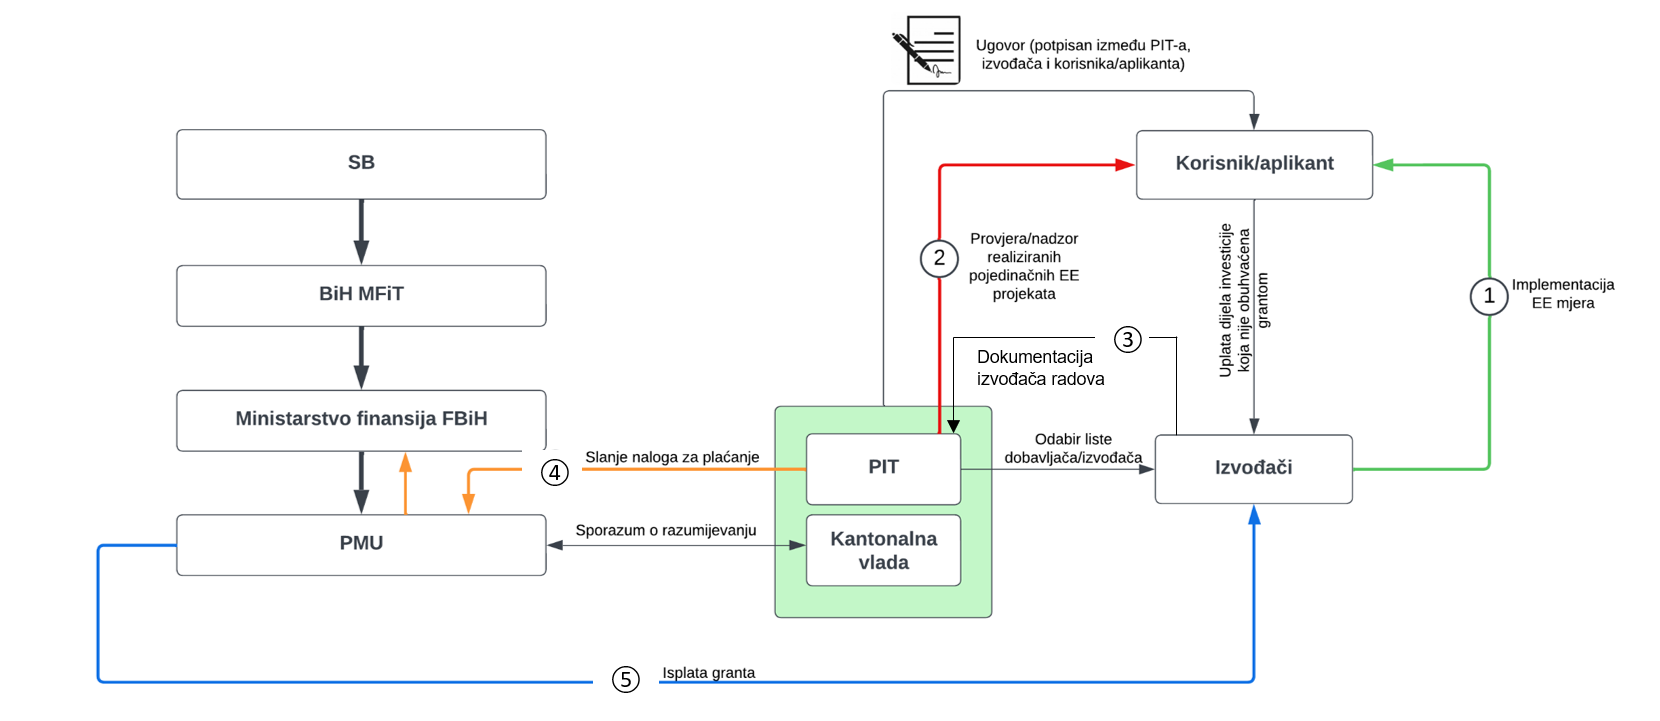 Ugovor (potpisan između PIT-a,
izvođača i korisnika/aplikanta)
SB
Korisnik/aplikant
BiH MFiT
2
Provjera/nadzor
realiziranih
pojedinačnih EE
projekata
Uplata dijela investicije
koja nije obuhvaćena
grantom
1
Implementacija
EE mjera
3
Dokumentacija
izvođača radova
Ministarstvo finansija FBiH
4
Slanje naloga za plaćanje
PIT
Odabir liste
dobavljača/izvođača
Izvođači
PMU
Sporazum o razumijevanju
Kantonalna
vlada
5
Isplata granta